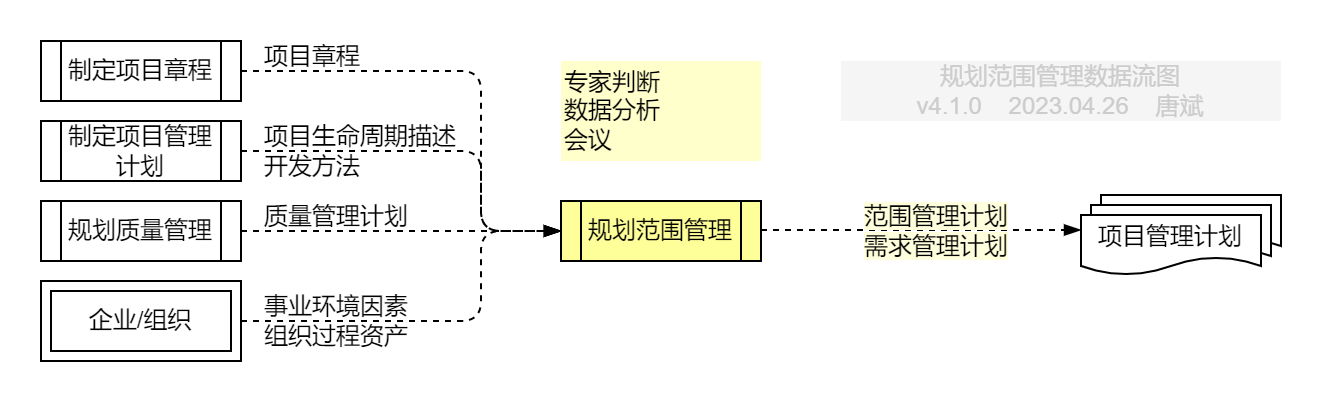 制定项目章程
项目章程
制定项目管理
计划
项目生命周期描述
开发方法
规划质量管理
质量管理计划
企业/组织
事业环境因素
组织过程资产
专家判断
数据分析
会议
规划范围管理
规划范围管理数据流图
v4.1.0 2023.04.26 唐斌
范围管理计划
需求管理计划
项目管理计划